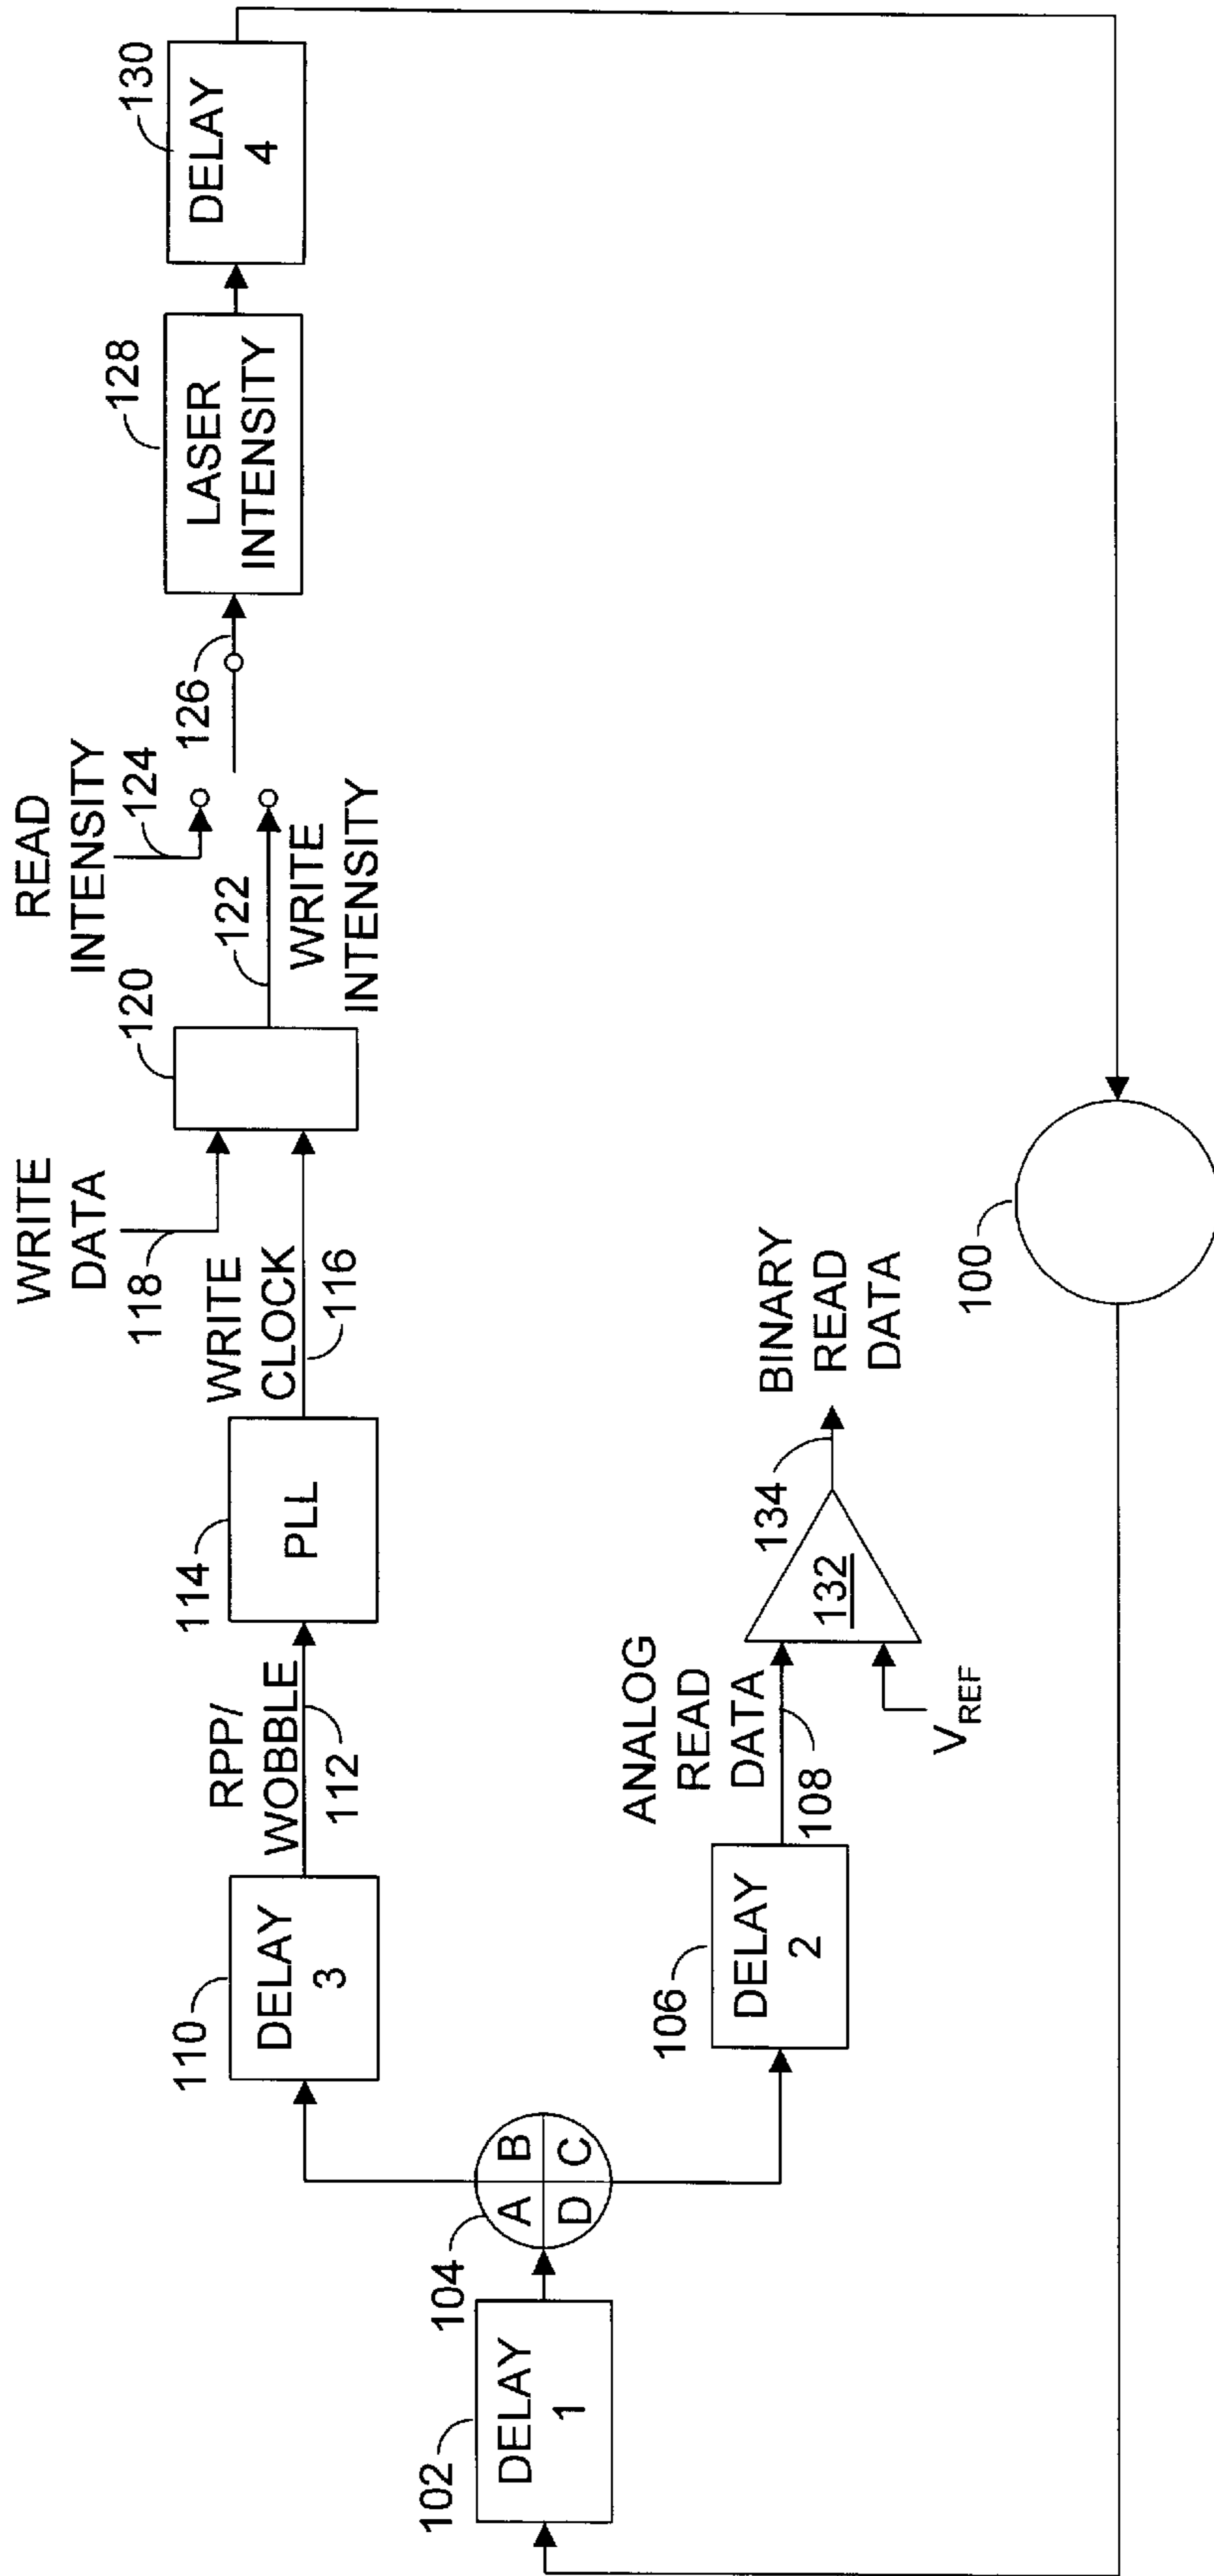 WRITE
DATA
118
READ
INTENSITY
124
120
126
128
LASER
INTENSITY
130
DELAY
4
122
WRITE
INTENSITY
110
DELAY
3
RPP/
WOBBLE
112
114
PLL
WRITE
CLOCK
116
102
DELAY
1
104
A B
D C
106
DELAY
2
ANALOG
READ
DATA
108
134
132
VREF
BINARY
READ
DATA
100